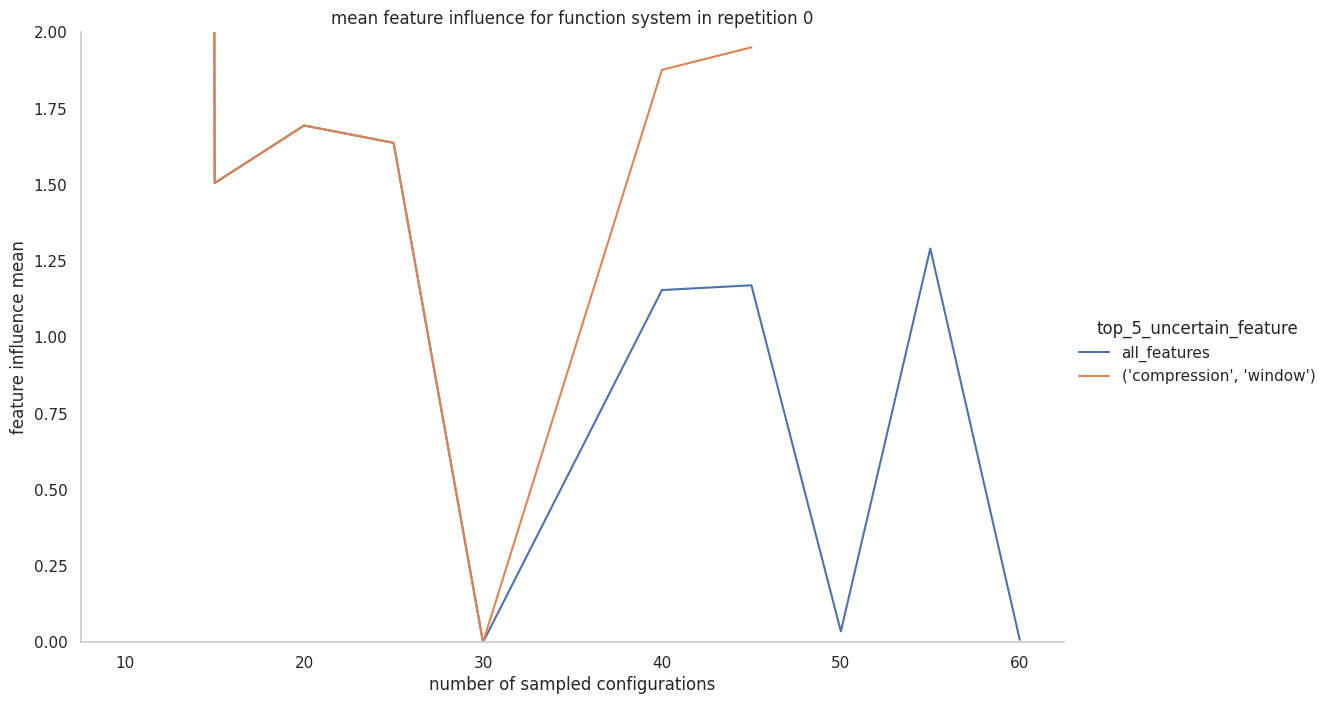 mean feature influence for function system in repetition 0
2.00
1.75
1.50
1.25
1.00
0.75
0.50
0.25
0.00
feature influence mean
10 20 30 40 50 60
number of sampled configurations
top_5_uncertain_feature
all_features
('compression', 'window')